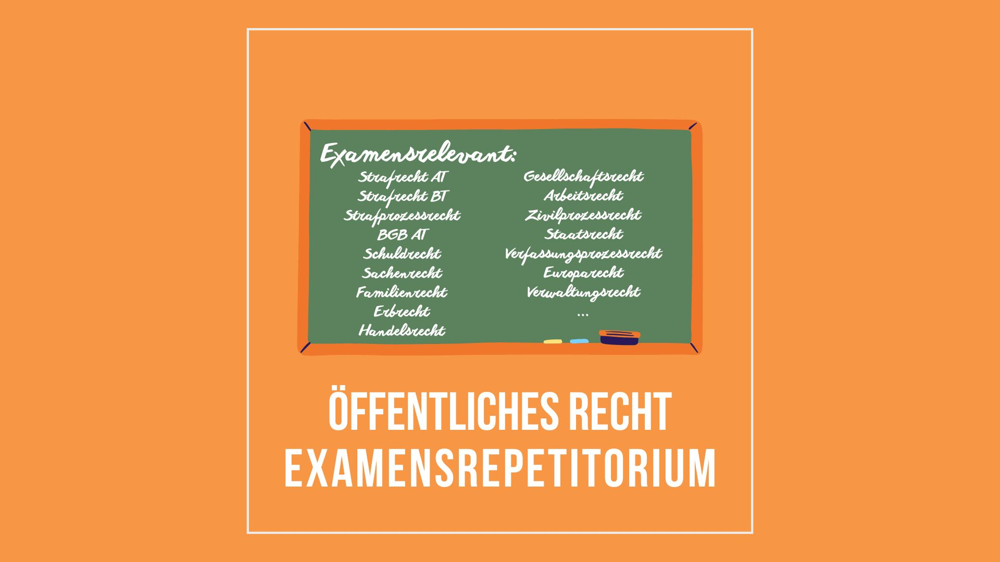 Examensrelevant:
Strafrecht AT
Strafrecht BT
Strafprozessrecht
BGB AT
Schuldrecht
Sachenrecht
Familienrecht
Erbrecht
Handelsrecht
Gesellschaftsrecht
Arbeitsrecht
Zivilprozessrecht
Staatsrecht
Verfassungsprozessrecht
Europarecht
Verwaltungsrecht
...
ÖFFENTLICHES RECHT
EXAMENSREPETITORIUM